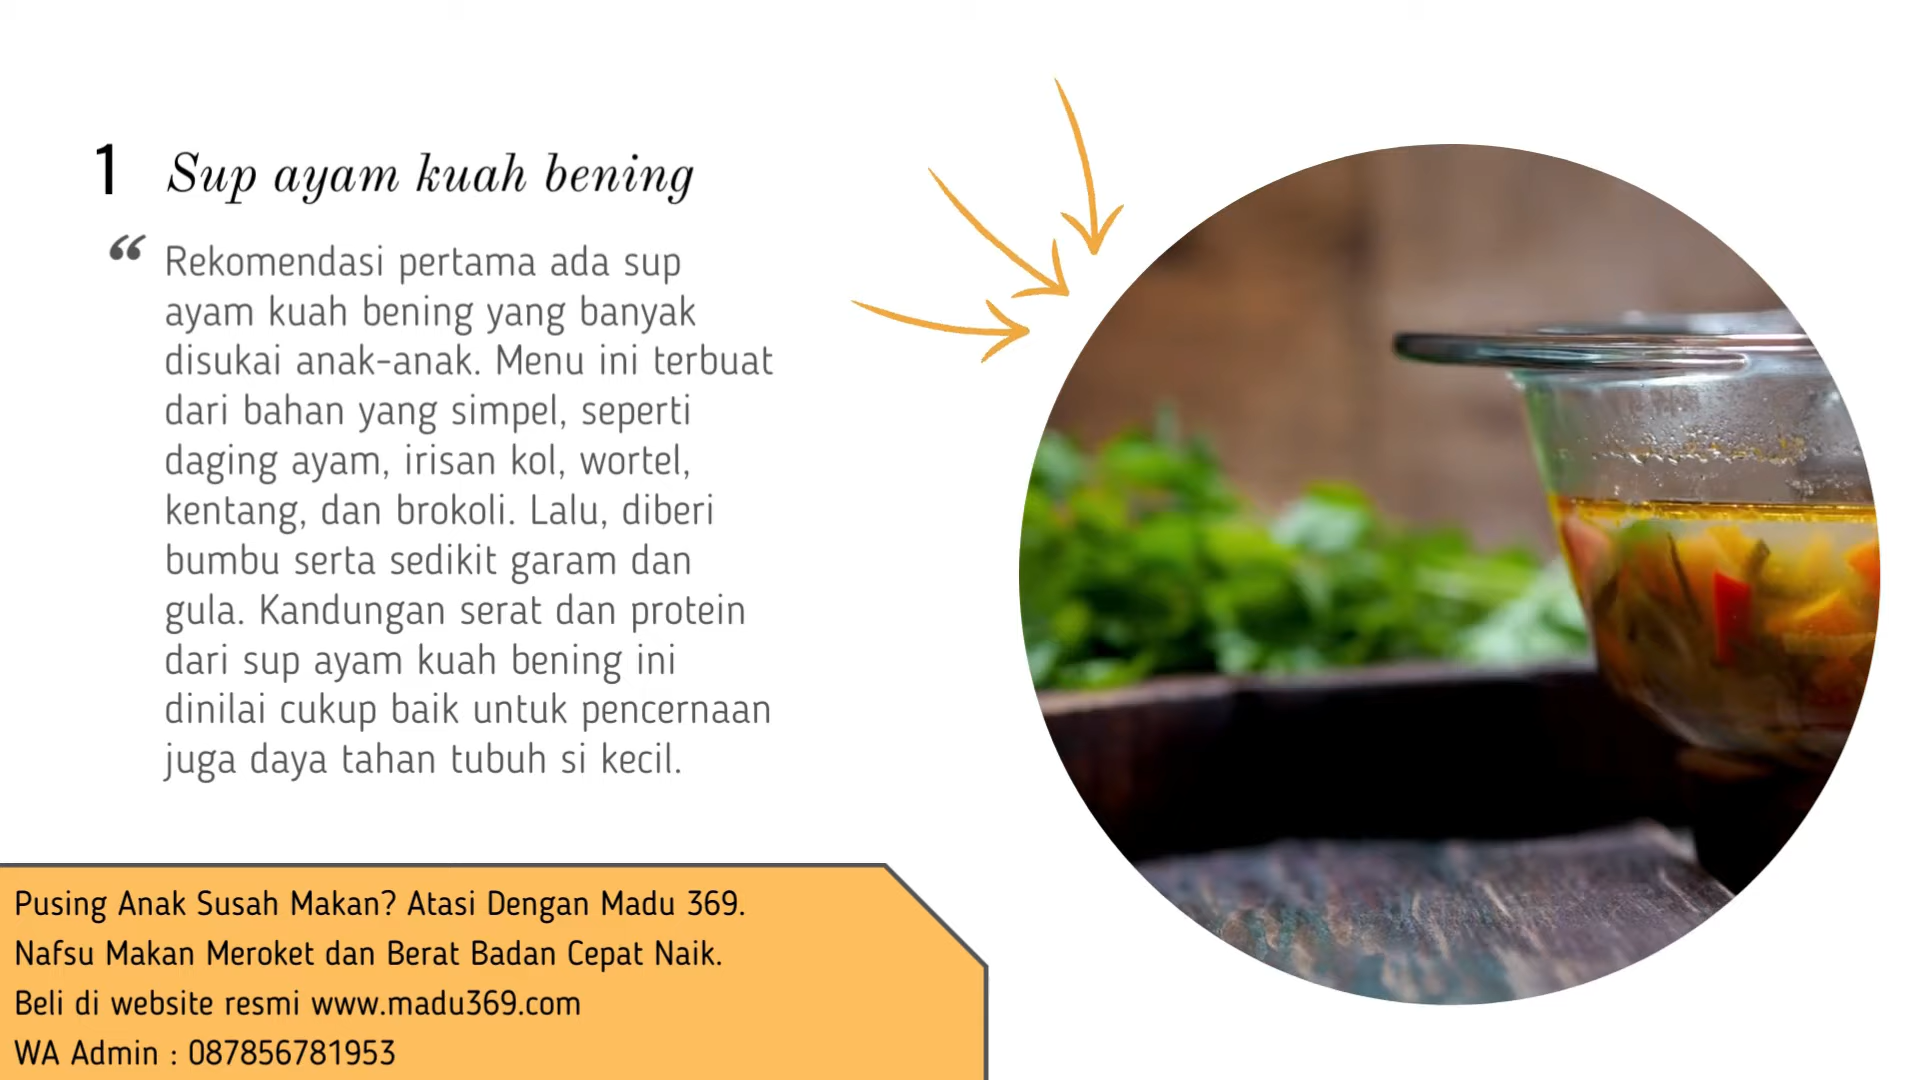 1 Sup ayam kuah bening
“ Rekomendasi pertama ada sup
ayam kuah bening yang banyak
disukai anak-anak. Menu ini terbuat
dari bahan yang simpel, seperti
daging ayam, irisan kol, wortel,
kentang, dan brokoli. Lalu, diberi
bumbu serta sedikit garam dan
gula. Kandungan serat dan protein
dari sup ayam kuah bening ini
dinilai cukup baik untuk pencernaan
juga daya tahan tubuh si kecil.
Pusing Anak Susah Makan? Atasi Dengan Madu 369.
Nafsu Makan Meroket dan Berat Badan Cepat Naik.
Beli di website resmi www.madu369.com
WA Admin : 087856781953